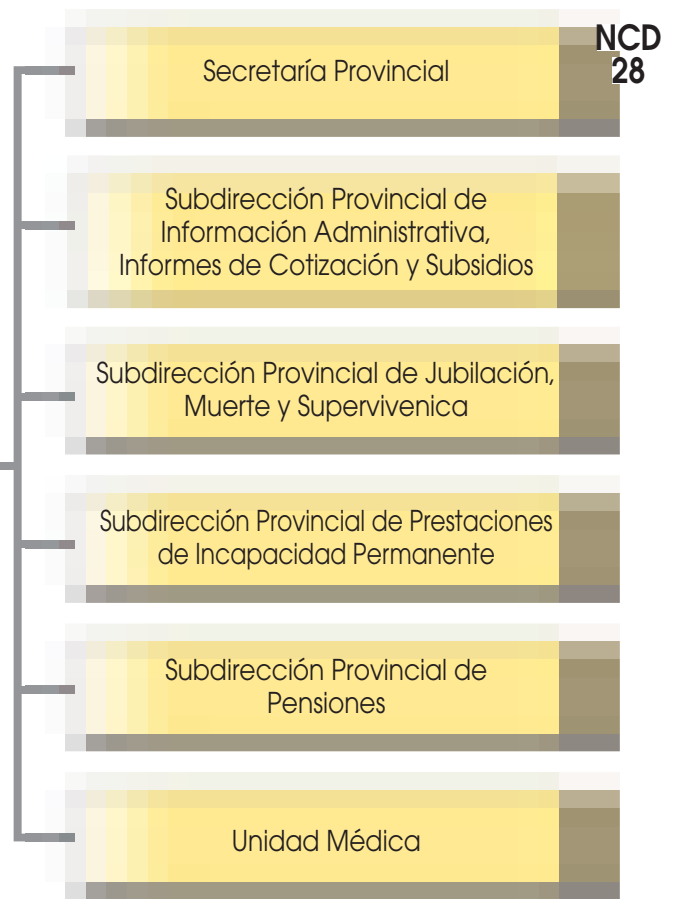 NCD
28
Secretaría Provincial
Subdirección Provincial de
Información Administrativa,
Informes de Cotización y Subsidios
Subdirección Provincial de Jubilación,
Muerte y Supervivenica
Subdirección Provincial de Prestaciones
de Incapacidad Permanente
Subdirección Provincial de
Pensiones
Unidad Médica